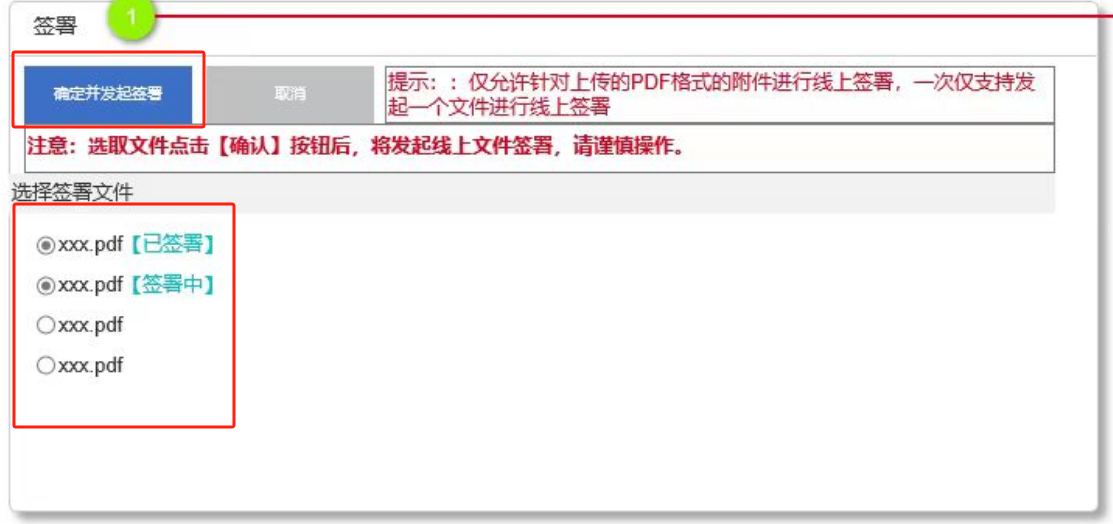 签署
1
确定并发起签署
取消
提示：：仅允许针对上传的PDF格式的附件进行线上签署，一次仅支持发
起一个文件进行线上签署
注意：选取文件点击【确认】按钮后，将发起线上文件签署，请谨慎操作。
选择签署文件
xxx.pdf【已签署】
xxx.pdf【签署中】
xxx.pdf
xxx.pdf